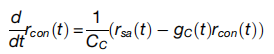 d/dt r_con(t) = 1/C_C (r_sa(t) − g_C(t)r_con(t))